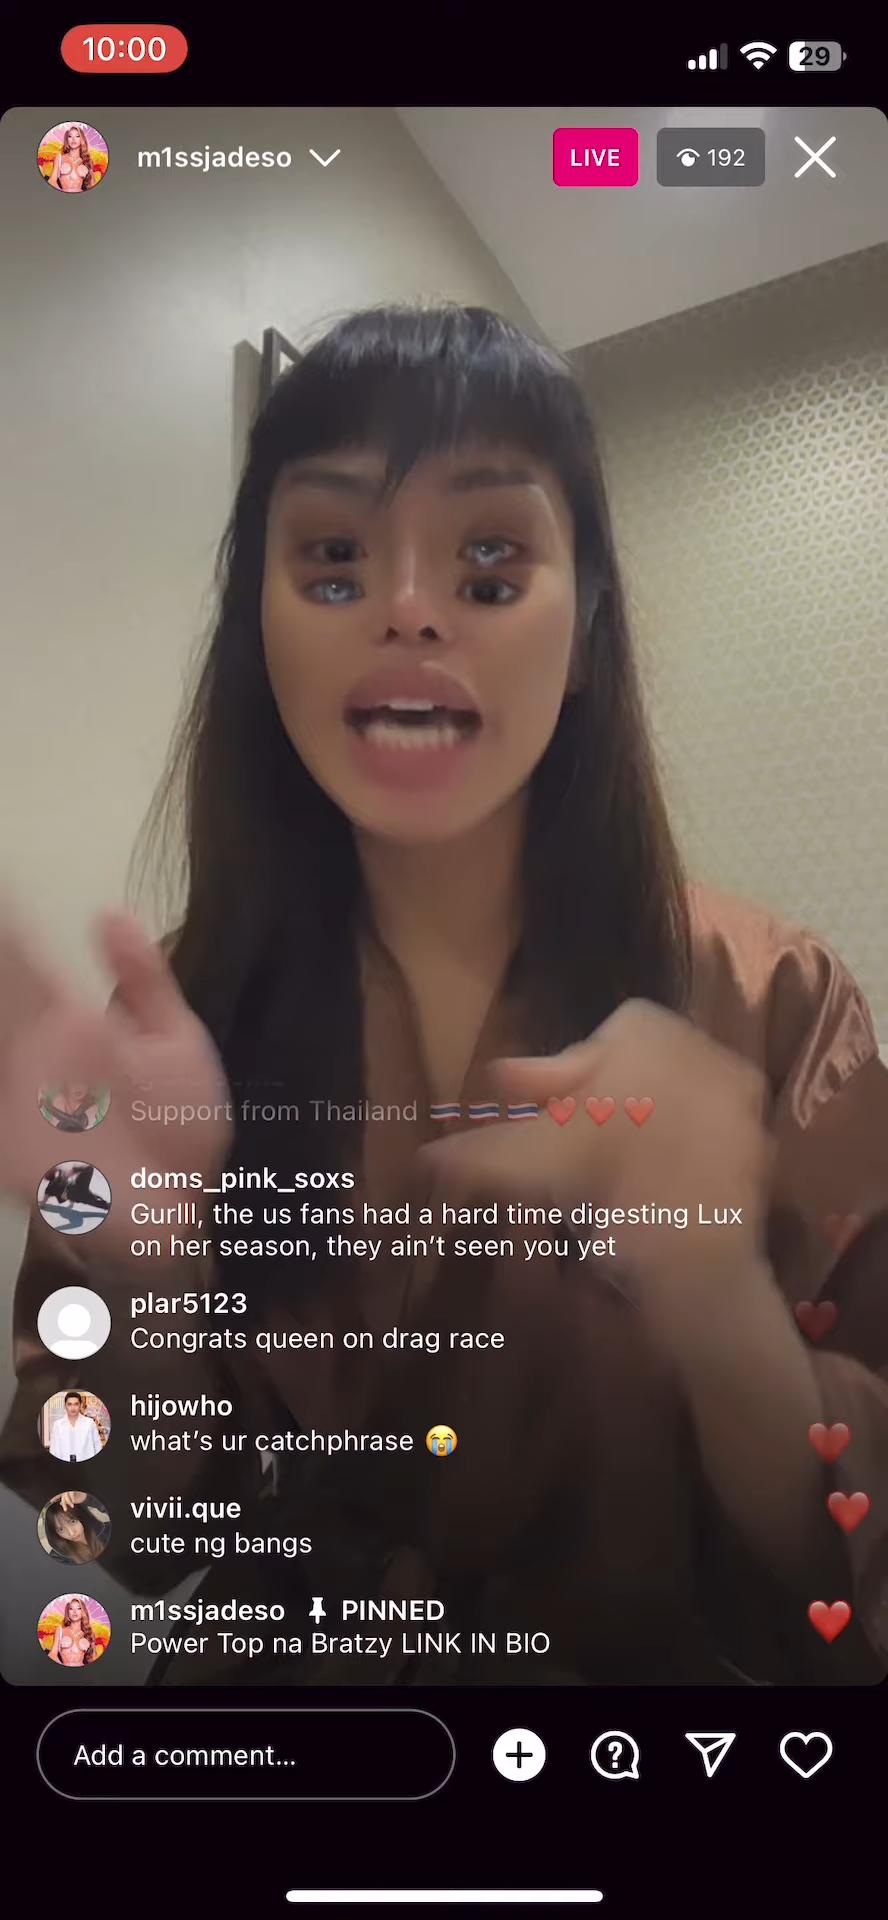 10:00
29
m1ssjadeso
LIVE
192
Support from Thailand 🇹🇭🇹🇭🇹🇭❤️❤️❤️
doms_pink_soxs
Gurlll, the us fans had a hard time digesting Lux
on her season, they ain't seen you yet
plar5123
Congrats queen on drag race
hijowho
what's ur catchphrase 😭
vivii.que
cute ng bangs
m1ssjadeso PINNED
Power Top na Bratzy LINK IN BIO
Add a comment...